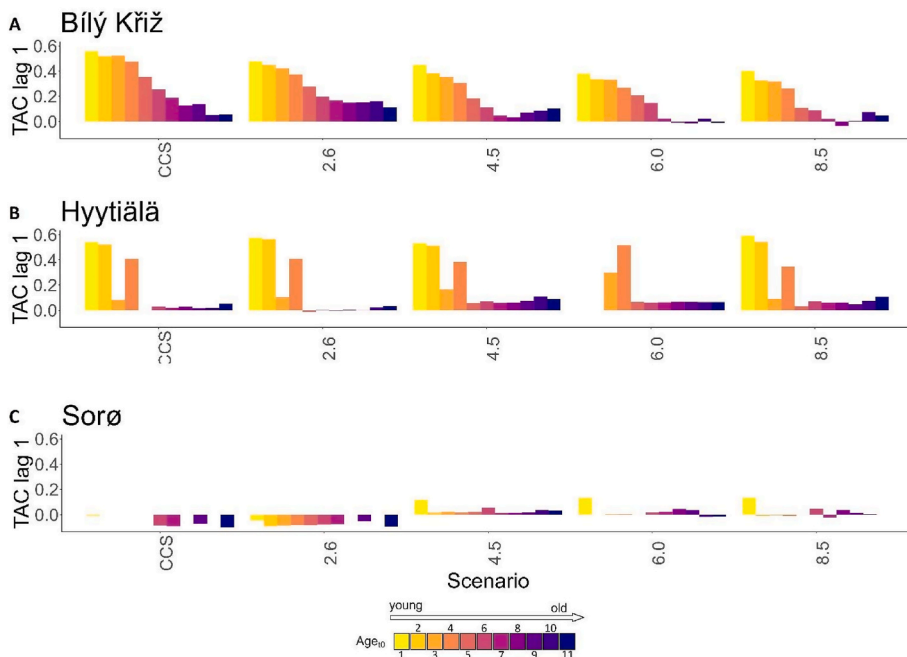 A Bílý Křiž
TAC lag 1
0.6
0.4
0.2
0.0
CCS 2.6 4.5 6.0 8.5
B Hyytiälä
TAC lag 1
0.6
0.4
0.2
0.0
CCS 2.6 4.5 6.0 8.5
C Sorø
TAC lag 1
0.6
0.4
0.2
0.0
CCS 2.6 4.5 6.0 8.5
Scenario
young old
2 4 6 8 10
Age₁₀
1 3 5 7 9 11